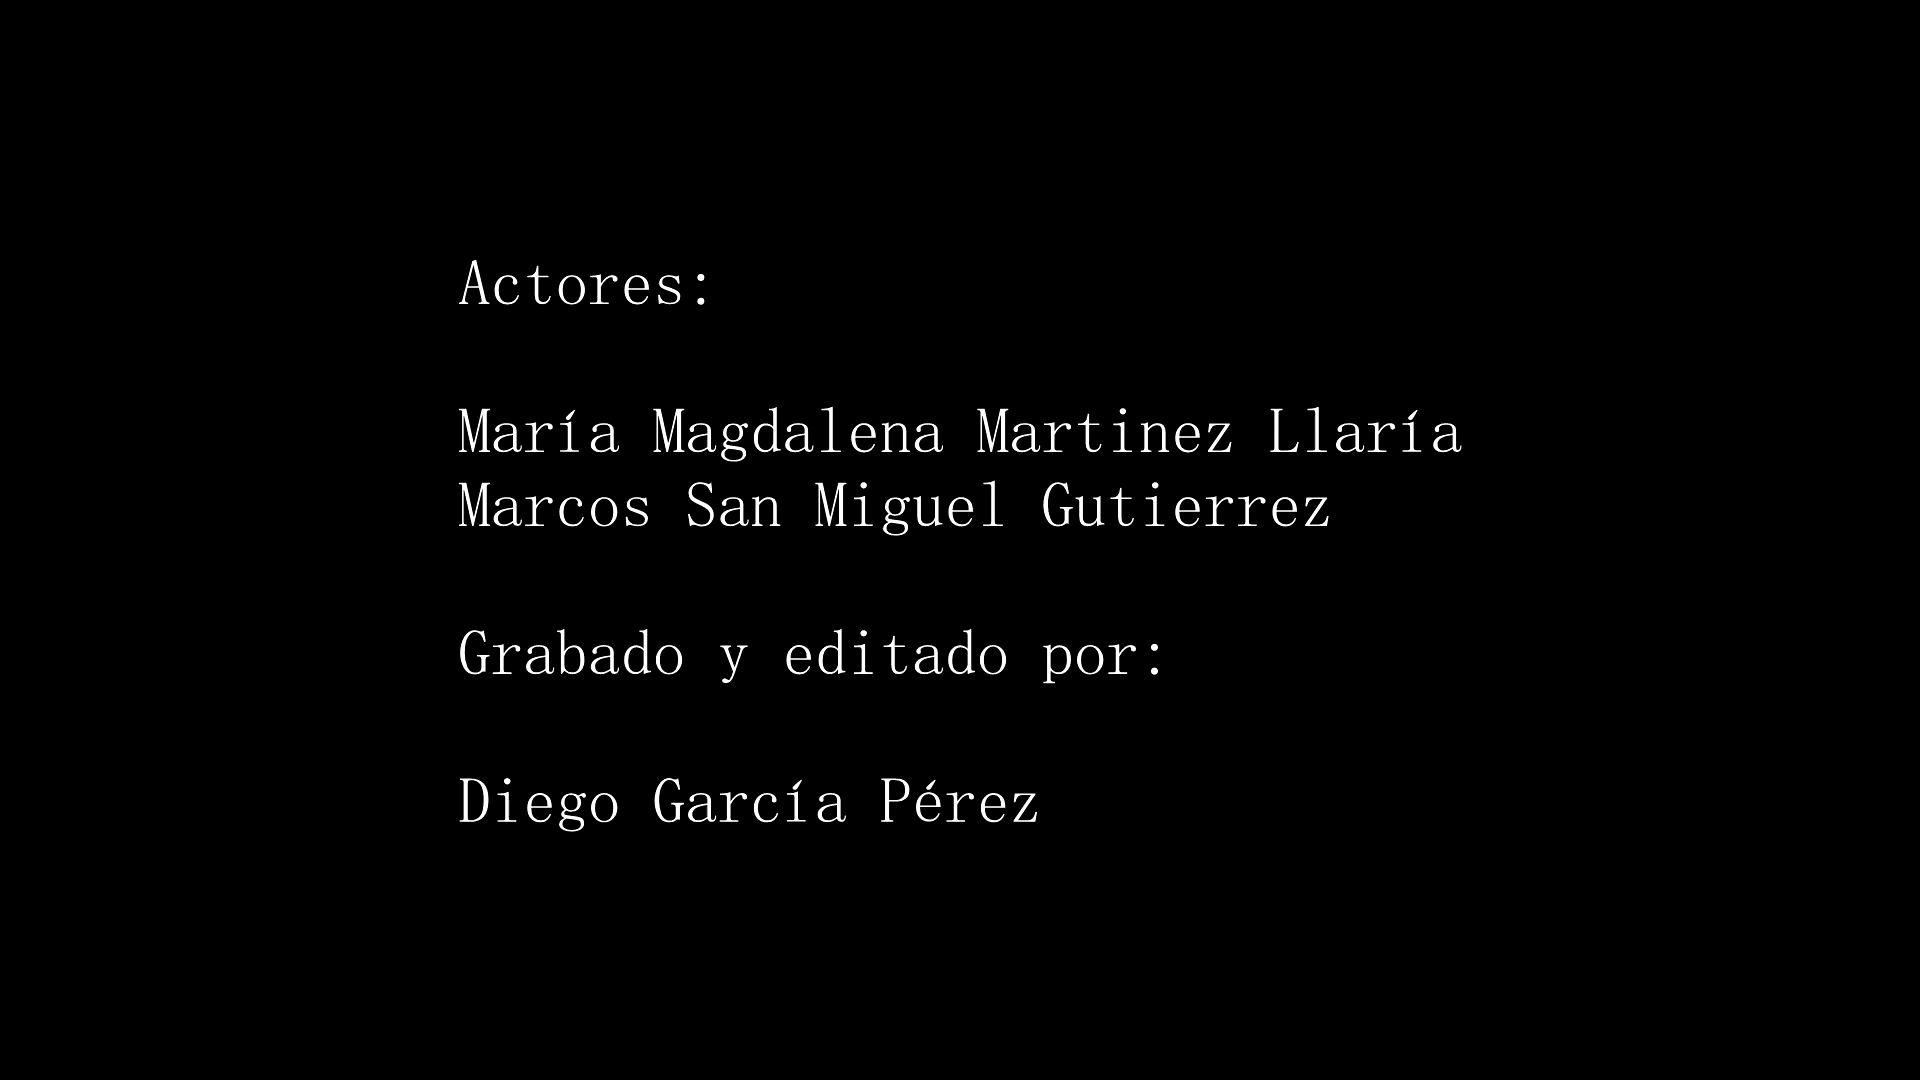 Actores:
María Magdalena Martinez Llaría
Marcos San Miguel Gutierrez
Grabado y editado por:
Diego García Pérez